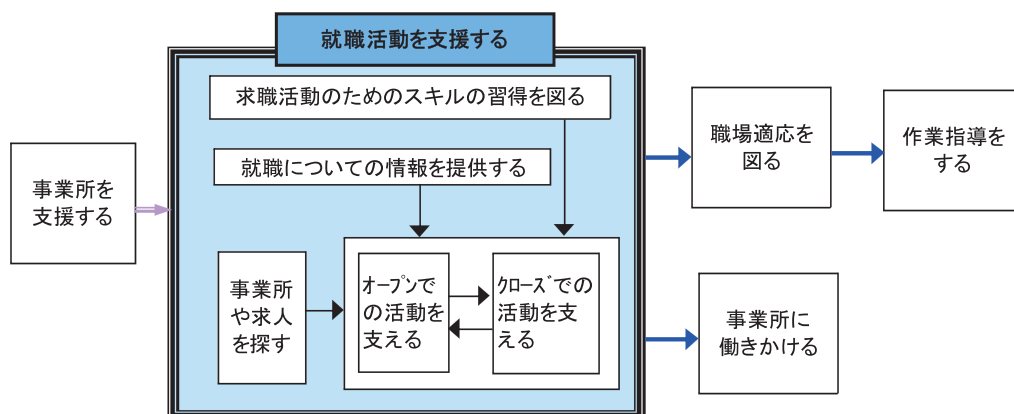 就職活動を支援する
求職活動のためのスキルの習得を図る
就職についての情報を提供する
事業所を
支援する
事業所
や求人
を探す
ｵｰﾌﾟﾝで
の活動を
支える
ｸﾛｰｽﾞでの
活動を支
える
職場適応を
図る
作業指導を
する
事業所に
働きかける